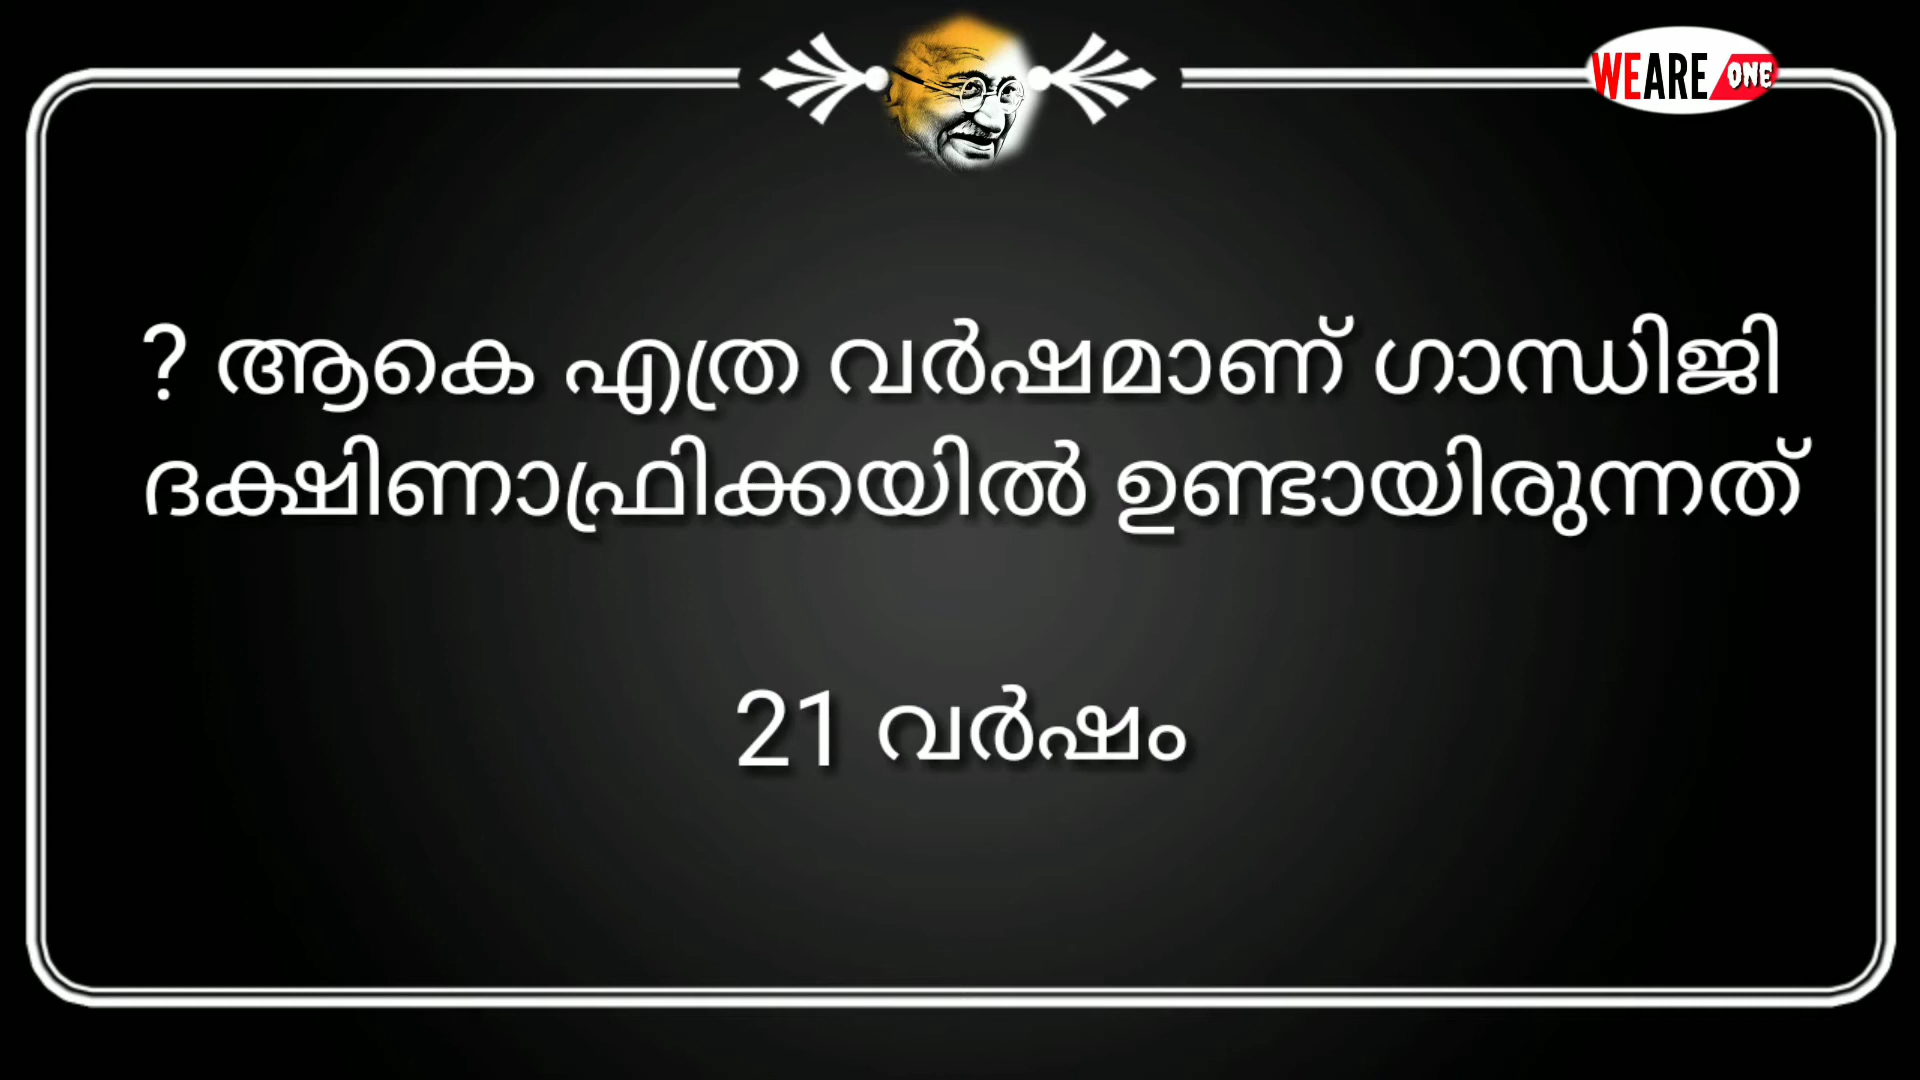 WEARE ONE
? ആകെ എത്ര വർഷമാണ് ഗാന്ധിജി
ദക്ഷിണാഫ്രിക്കയിൽ ഉണ്ടായിരുന്നത്
21 വർഷം